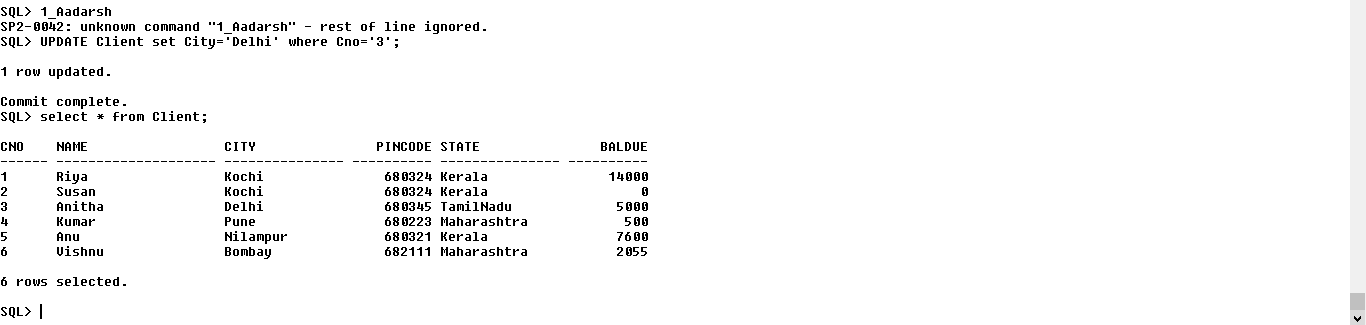 SQL> 1_Aadarsh
SP2-0042: unknown command "1_Aadarsh" - rest of line ignored.
SQL> UPDATE Client set City='Delhi' where Cno='3';
1 row updated.
Commit complete.
SQL> select * from Client;
CNO    NAME                 CITY                PINCODE STATE               BALDUE
------ -------------------- --------------- ---------- --------------- ----------
1      Riya                 Kochi                680324 Kerala               14000
2      Susan                Kochi                680324 Kerala                   0
3      Anitha               Delhi                680345 TamilNadu             5000
4      Kumar                Pune                 680223 Maharashtra            500
5      Anu                  Nilampur             680321 Kerala                7600
6      Vishnu               Bombay               682111 Maharashtra           2055
6 rows selected.
SQL>